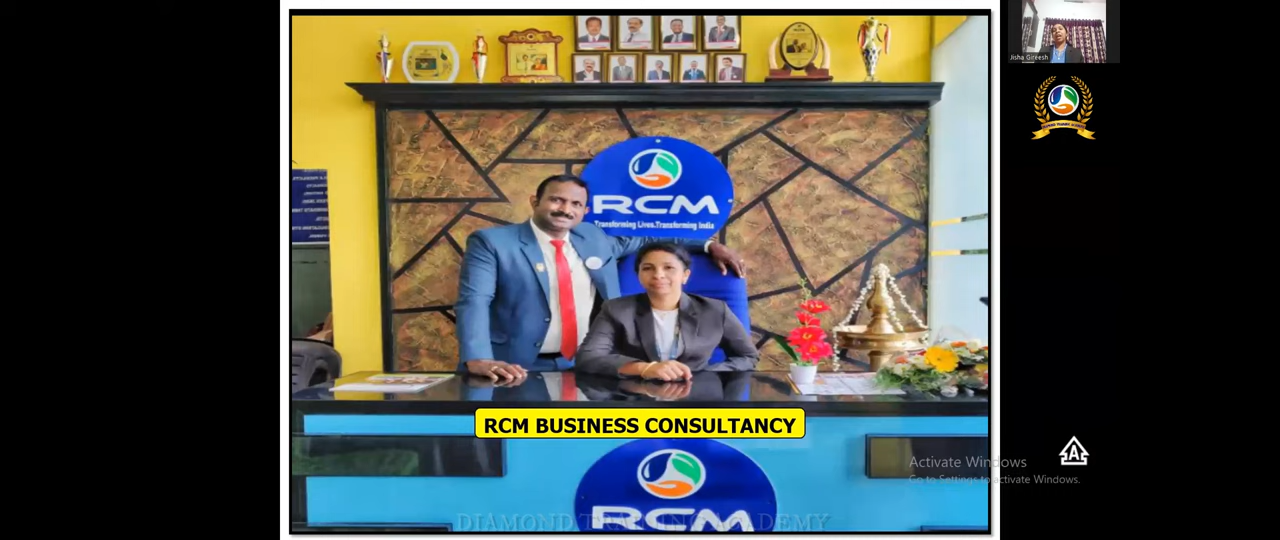 Jisha Gireesh
RCM
Transforming Lives.Transforming India
RCM BUSINESS CONSULTANCY
Activate Windows
Go to Settings to activate Windows.
RCM
DIAMOND TRAINING ACADEMY